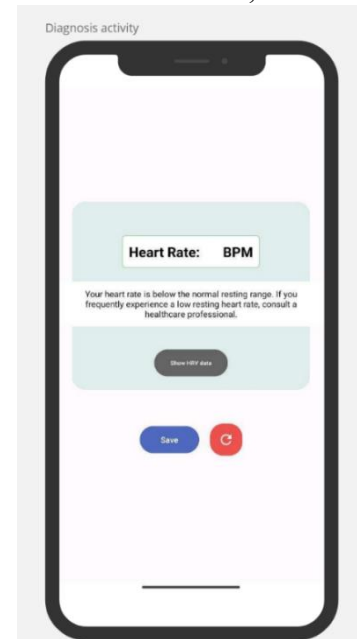 Diagnosis activity
Heart Rate: BPM
Your heart rate is below the normal resting range. If you
frequently experience a low resting heart rate, consult a
healthcare professional.
Show HRV data
Save